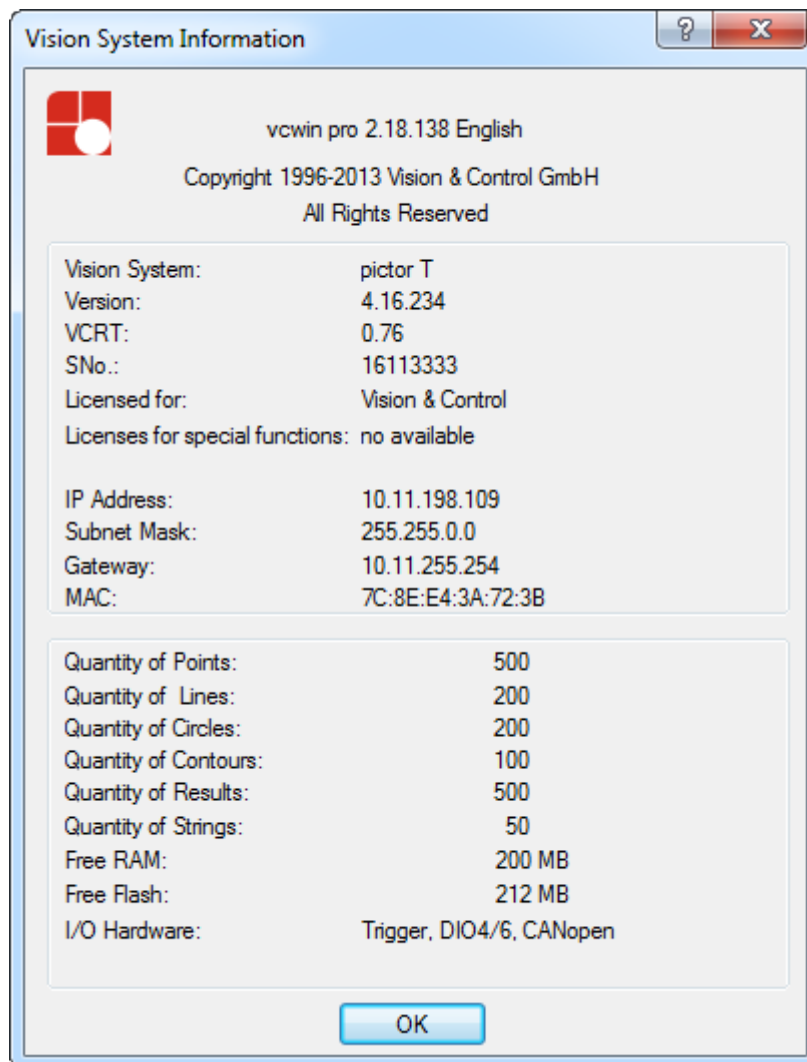 Vision System Information
vcwin pro 2.18.138 English
Copyright 1996-2013 Vision & Control GmbH
All Rights Reserved
Vision System: pictor T
Version: 4.16.234
VCRT: 0.76
SNo.: 16113333
Licensed for: Vision & Control
Licenses for special functions: no available
IP Address: 10.11.198.109
Subnet Mask: 255.255.0.0
Gateway: 10.11.255.254
MAC: 7C:8E:E4:3A:72:3B
Quantity of Points: 500
Quantity of Lines: 200
Quantity of Circles: 200
Quantity of Contours: 100
Quantity of Results: 500
Quantity of Strings: 50
Free RAM: 200 MB
Free Flash: 212 MB
I/O Hardware: Trigger, DIO4/6, CANopen
OK